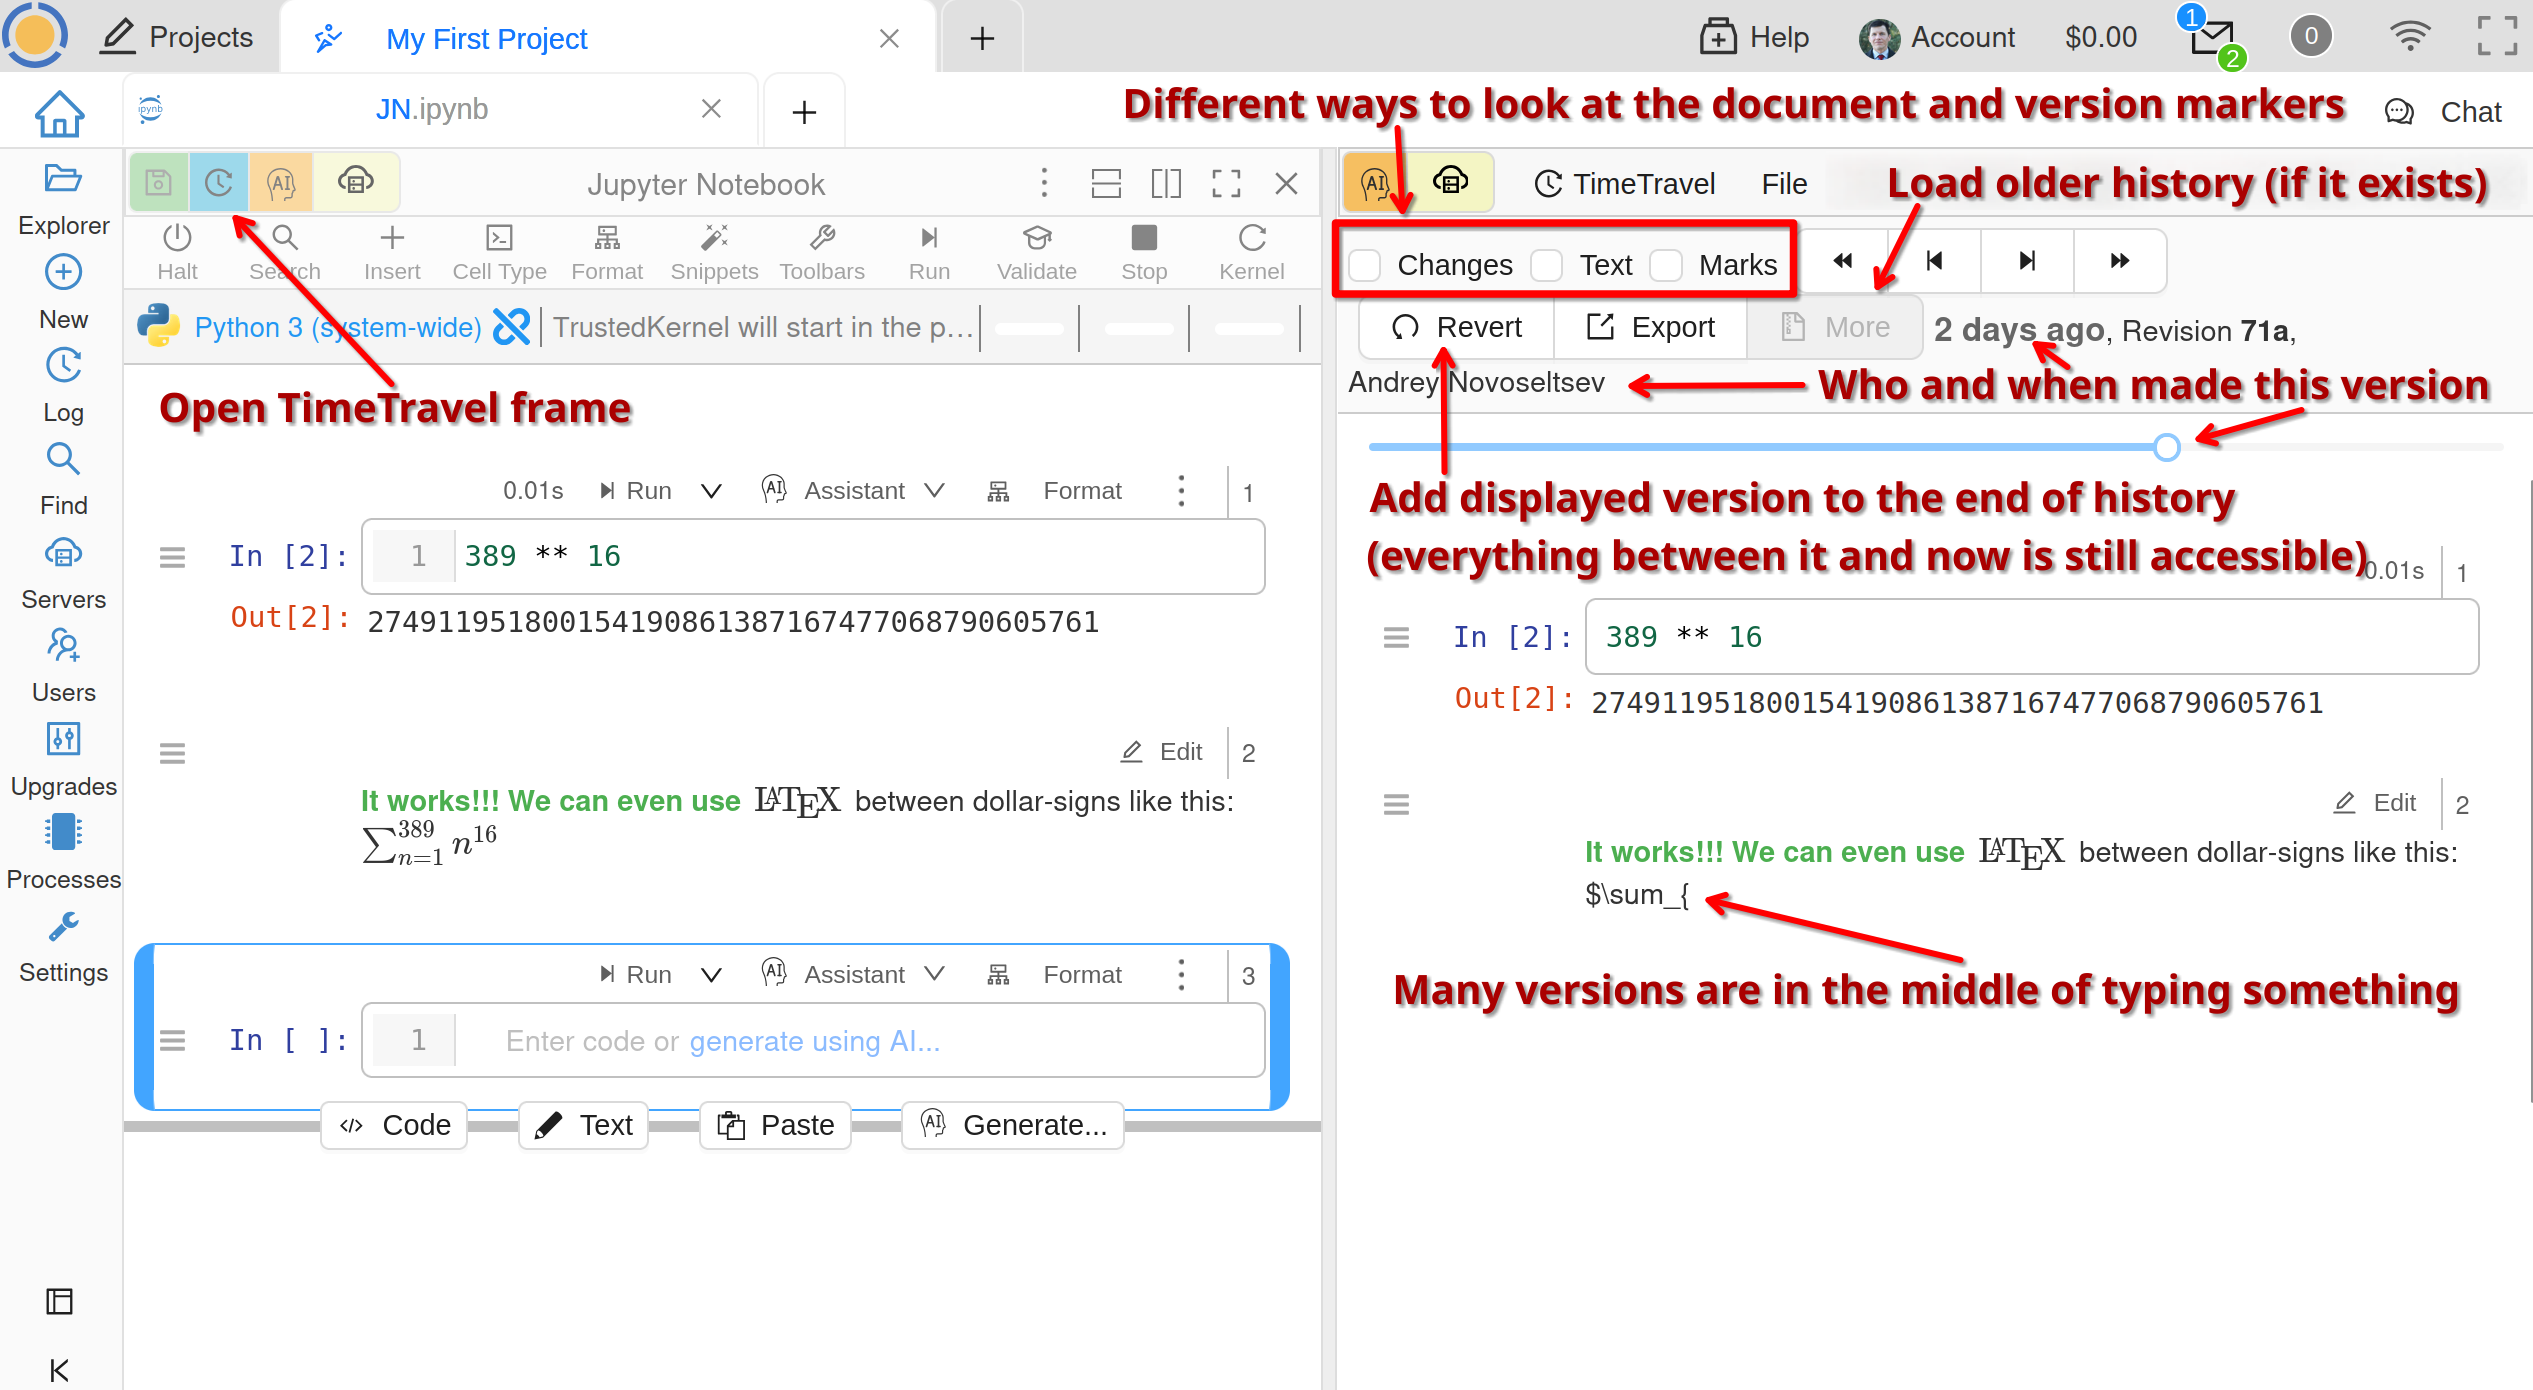 Projects
My First Project
Help
Account
$0.00
1
2
0
JN.ipynb
Different ways to look at the document and version markers
Chat
Explorer
New
Log
Find
Servers
Users
Upgrades
Processes
Settings
Jupyter Notebook
Halt
Search
Insert
Cell Type
Format
Snippets
Toolbars
Run
Validate
Stop
Kernel
Python 3 (system-wide)
TrustedKernel will start in the p...
Open TimeTravel frame
0.01s
Run
AI
Assistant
Format
1
In [2]:
1
389 ** 16
Out[2]: 274911951800154190861387167477068790605761
Edit
2
It works!!! We can even use LATEX between dollar-signs like this:
∑_{n=1}^{389} n^{16}
Run
AI
Assistant
Format
3
In [ ]:
1
Enter code or generate using AI...
Code
Text
Paste
AI
Generate...
AI
TimeTravel
File
Load older history (if it exists)
Changes
Text
Marks
Revert
Export
More
2 days ago, Revision 71a,
Andrey Novoseltsev
Who and when made this version
Add displayed version to the end of history
(everything between it and now is still accessible)
0.01s
1
In [2]:
389 ** 16
Out[2]: 274911951800154190861387167477068790605761
Edit
2
It works!!! We can even use LATEX between dollar-signs like this:
$\sum_{
Many versions are in the middle of typing something